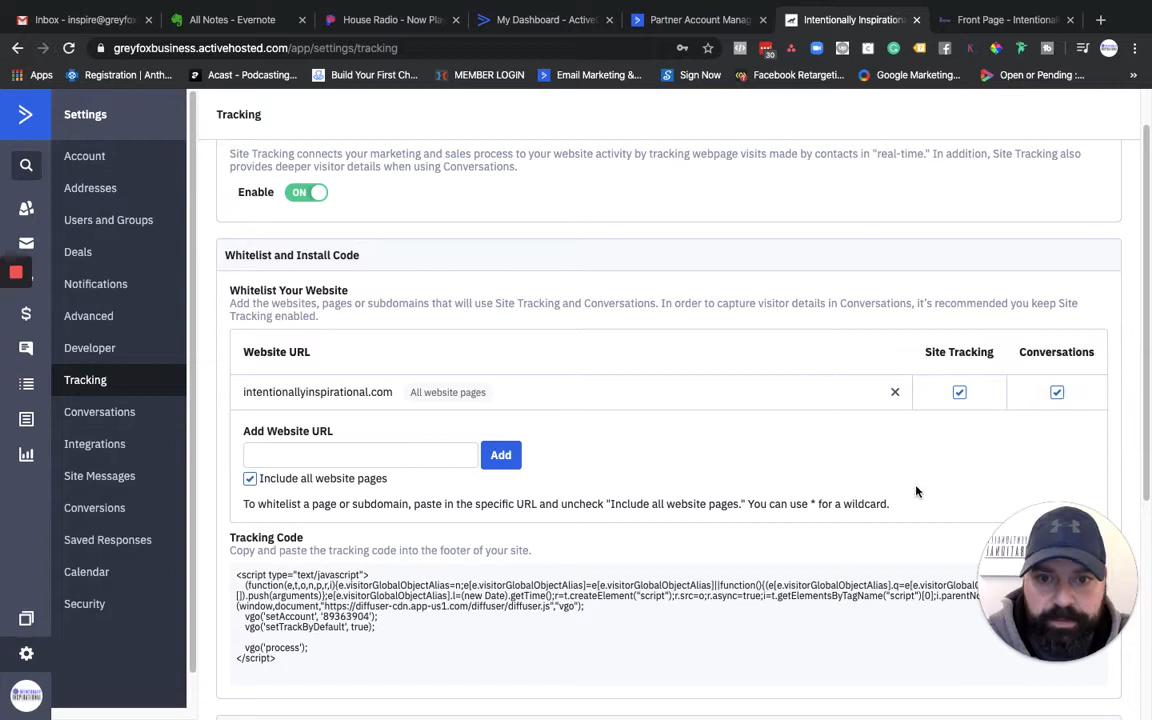 Inbox - inspire@greyfox
All Notes - Evernote
House Radio - Now Play
My Dashboard - ActiveC
Partner Account Manag
Intentionally Inspiration
Front Page - Intentional
greyfoxbusiness.activehosted.com/app/settings/tracking
30
Apps
Registration | Anth...
Acast - Podcasting...
Build Your First Ch...
MEMBER LOGIN
Email Marketing &...
Sign Now
Facebook Retargeti...
Google Marketing...
Open or Pending :...
Settings
Account
Addresses
Users and Groups
Deals
Notifications
Advanced
Developer
Tracking
Conversations
Integrations
Site Messages
Conversions
Saved Responses
Calendar
Security
Tracking
Site Tracking connects your marketing and sales process to your website activity by tracking webpage visits made by contacts in "real-time." In addition, Site Tracking also
provides deeper visitor details when using Conversations.
Enable ON
Whitelist and Install Code
Whitelist Your Website
Add the websites, pages or subdomains that will use Site Tracking and Conversations. In order to capture visitor details in Conversations, it's recommended you keep Site
Tracking enabled.
Website URL Site Tracking Conversations
intentionallyinspirational.com All website pages
Add Website URL
Add
Include all website pages
To whitelist a page or subdomain, paste in the specific URL and uncheck "Include all website pages." You can use * for a wildcard.
Tracking Code
Copy and paste the tracking code into the footer of your site.
<script type="text/javascript">
(function(e,t,o,n,p,r,i){e.visitorGlobalObjectAlias=n;e[e.visitorGlobalObjectAlias]=e[e.visitorGlobalObjectAlias]||function(){(e[e.visitorGlobalObjectAlias].q=e[e.visitorGlobalObjectA
[]).push(arguments)};e[e.visitorGlobalObjectAlias].l=(new Date).getTime();r=t.createElement("script");r.src=o;r.async=true;i=t.getElementsByTagName("script")[0];i.parentNo
(window,document,"https://diffuser-cdn.app-us1.com/diffuser/diffuser.js","vgo");
vgo('setAccount', '89363904');
vgo('setTrackByDefault', true);
vgo('process');
</script>